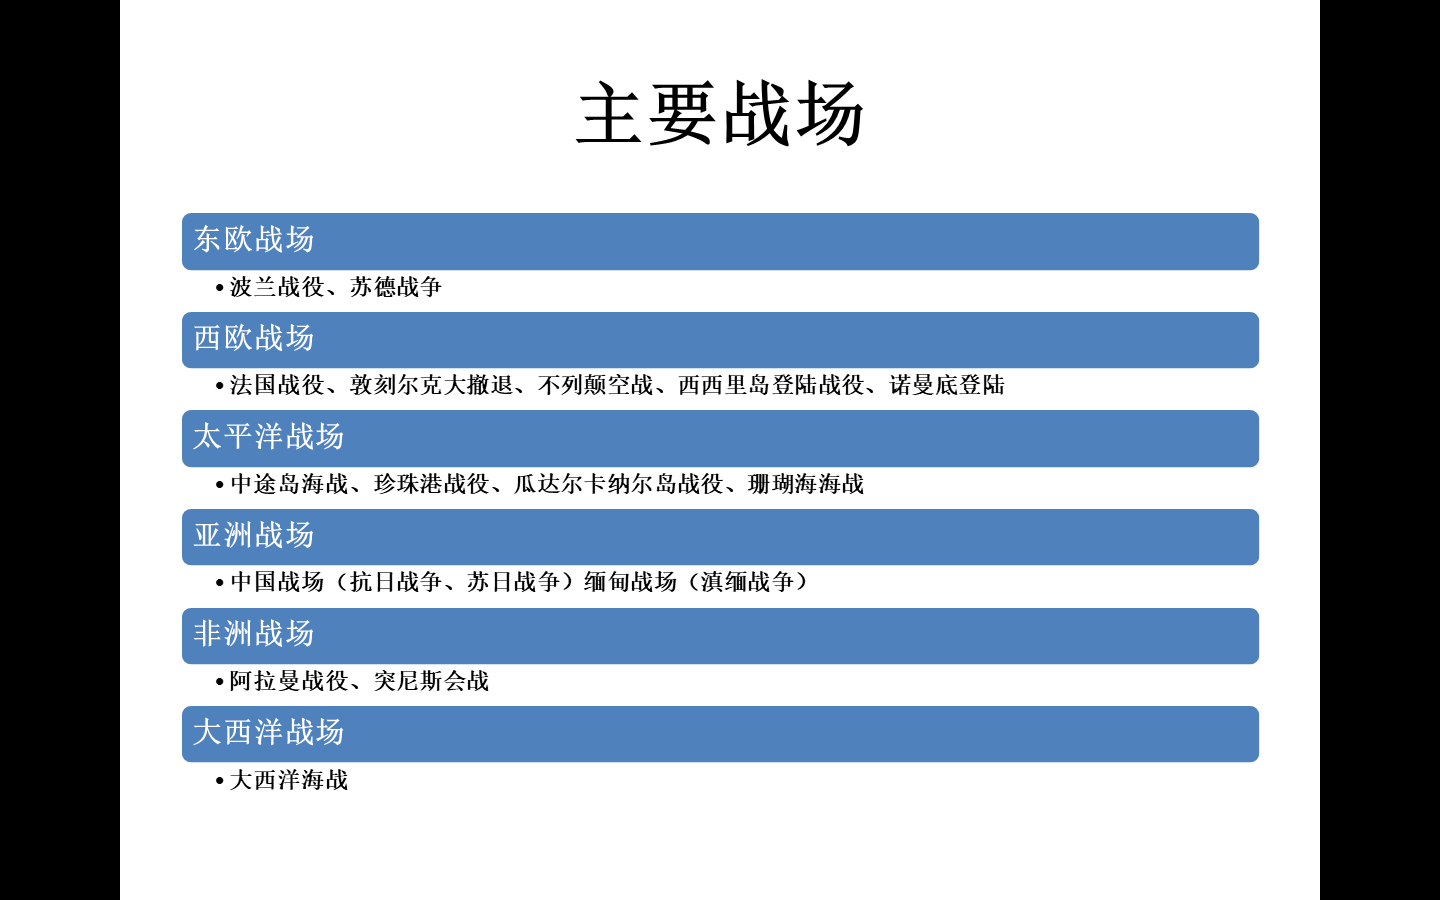 主要战场
东欧战场
•波兰战役、苏德战争
西欧战场
•法国战役、敦刻尔克大撤退、不列颠空战、西西里岛登陆战役、诺曼底登陆
太平洋战场
•中途岛海战、珍珠港战役、瓜达尔卡纳尔岛战役、珊瑚海海战
亚洲战场
•中国战场（抗日战争、苏日战争）缅甸战场（滇缅战争）
非洲战场
•阿拉曼战役、突尼斯会战
大西洋战场
•大西洋海战